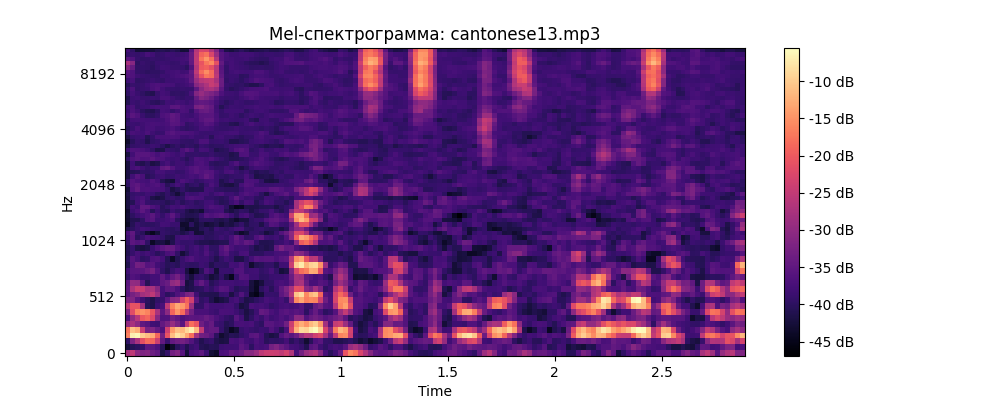 Mel-спектрограмма: cantonese13.mp3
8192
4096
2048
1024
512
0
Hz
0
0.5
1
1.5
2
2.5
Time
-10 dB
-15 dB
-20 dB
-25 dB
-30 dB
-35 dB
-40 dB
-45 dB